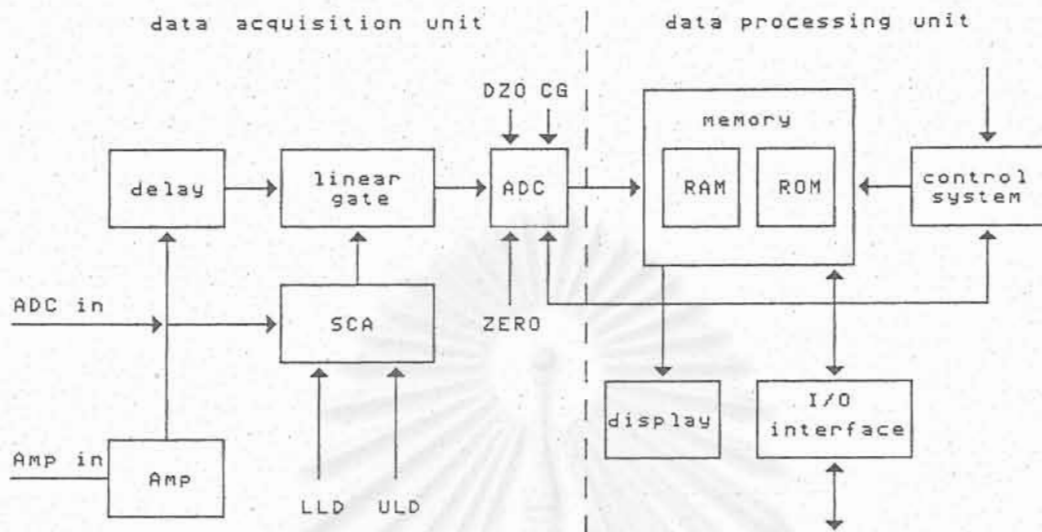 data acquisition unit
data processing unit
DZO CG
memory
delay
linear
gate
ADC
RAM
ROM
control
system
ADC in
SCA
ZERO
display
I/O
interface
Amp in
Amp
LLD
ULD